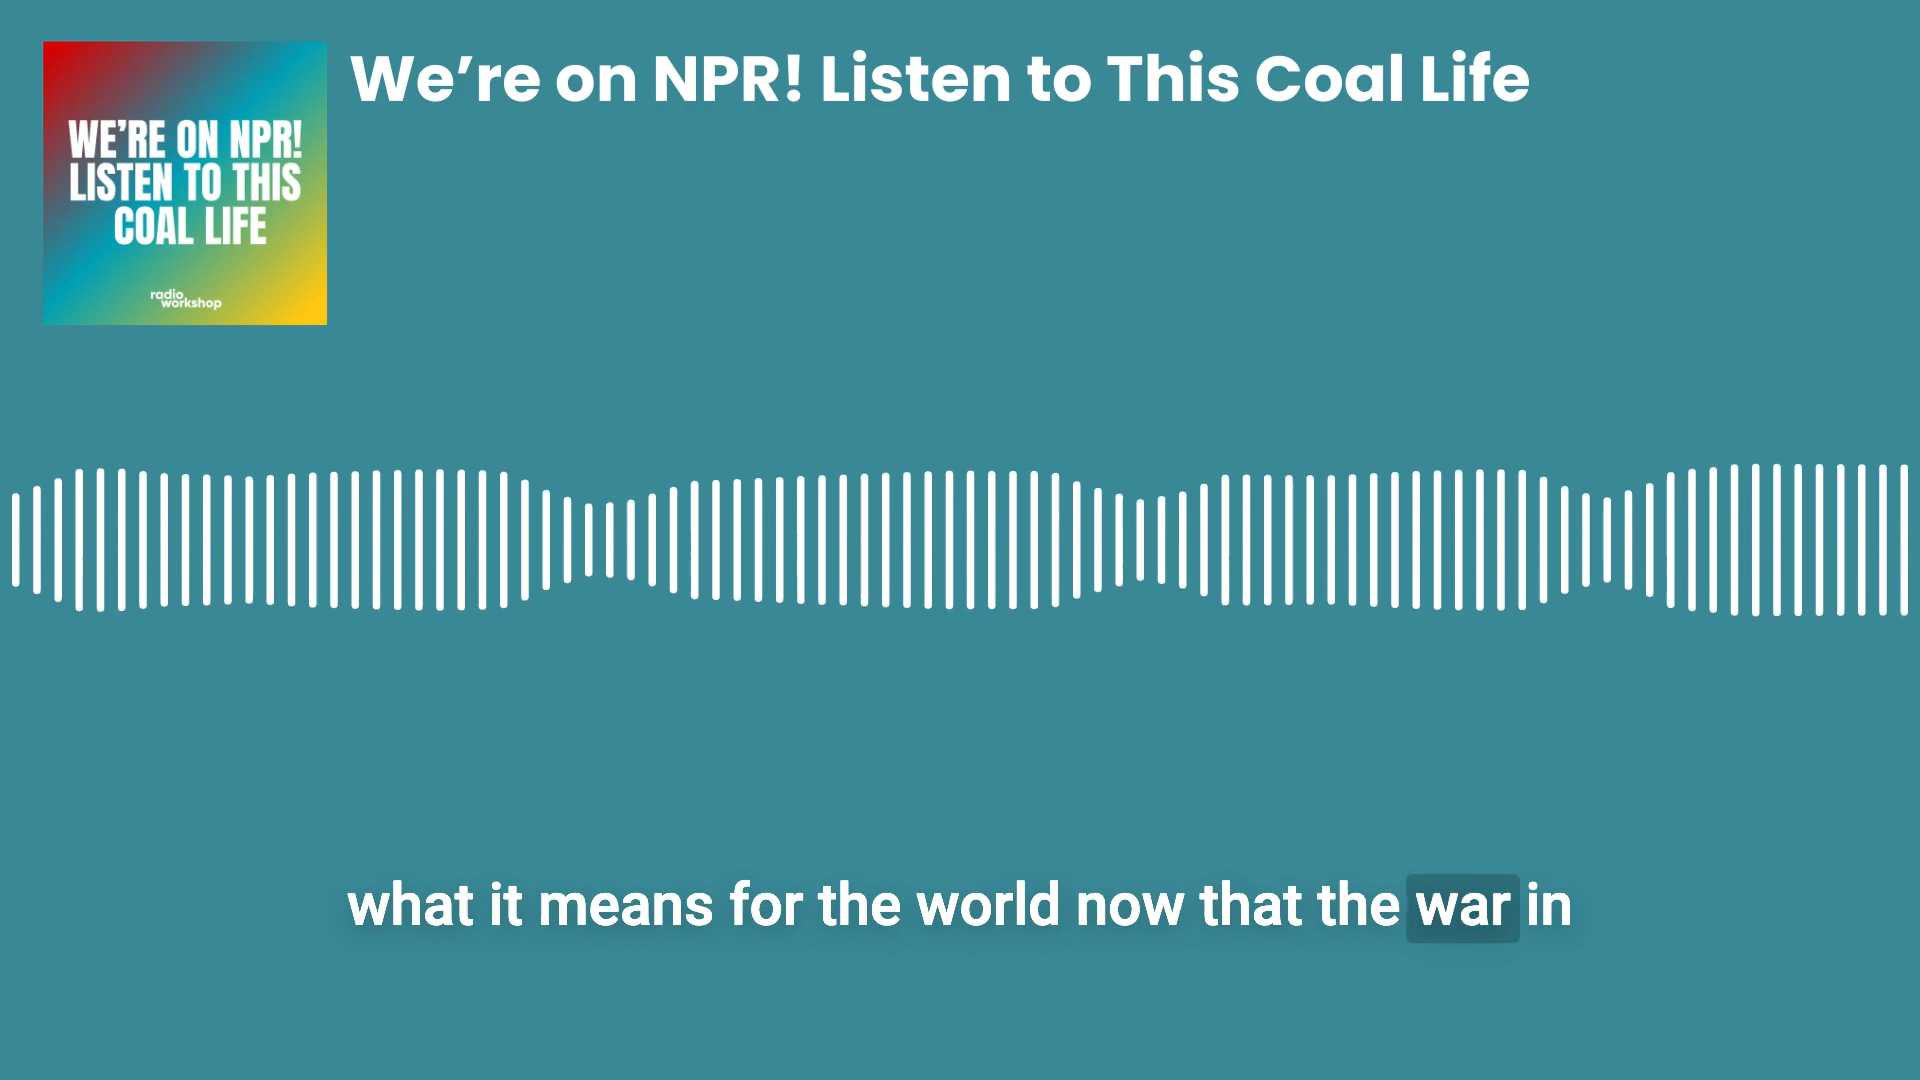 We’re on NPR! Listen to This Coal Life
WE’RE ON NPR!
LISTEN TO THIS
COAL LIFE
radio
workshop
what it means for the world now that the war in